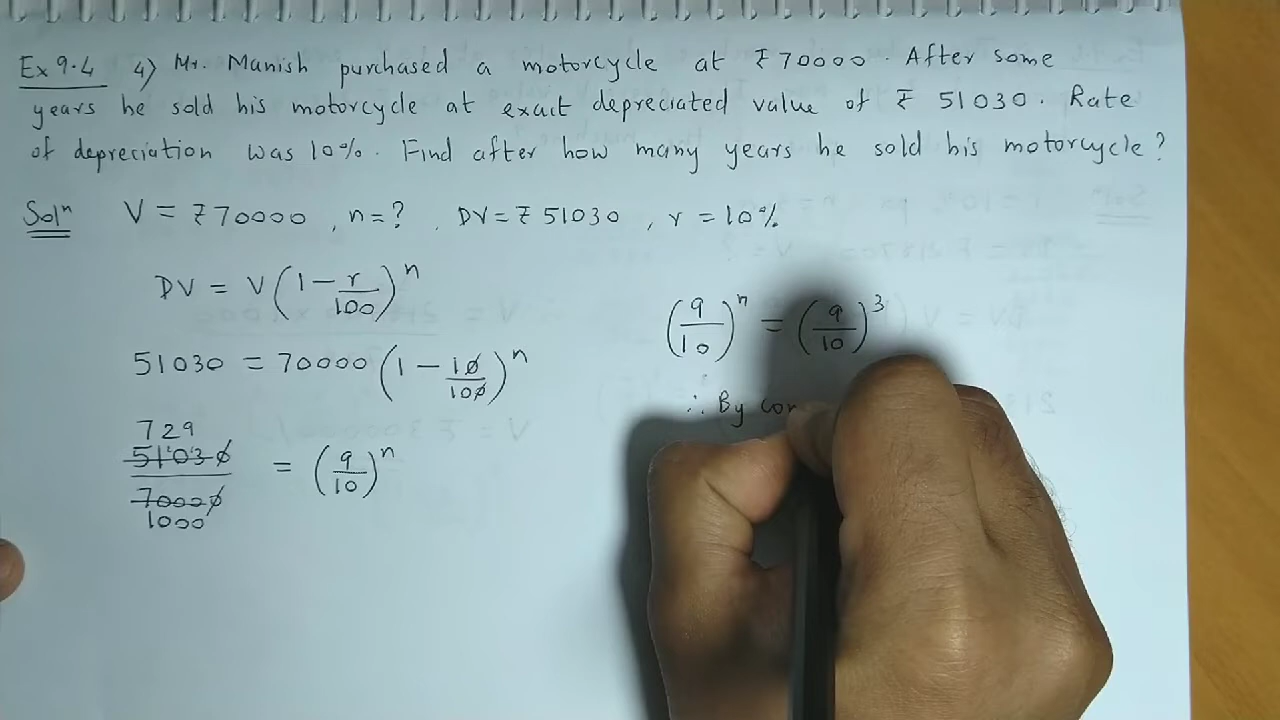 Ex 9.4 4) Mr. Manish purchased a motorcycle at ₹70000. After some
years he sold his motorcycle at exact depreciated value of ₹ 51030. Rate
of depreciation was 10%. Find after how many years he sold his motorcycle?
Solⁿ V = ₹70000, n=?, DV=₹51030, r=10%
DV = V(1-r/100)ⁿ
51030 = 70000(1-10/100)ⁿ
729
51030/70000 = (9/10)ⁿ
1000
(9/10)ⁿ = (9/10)³
∴ By